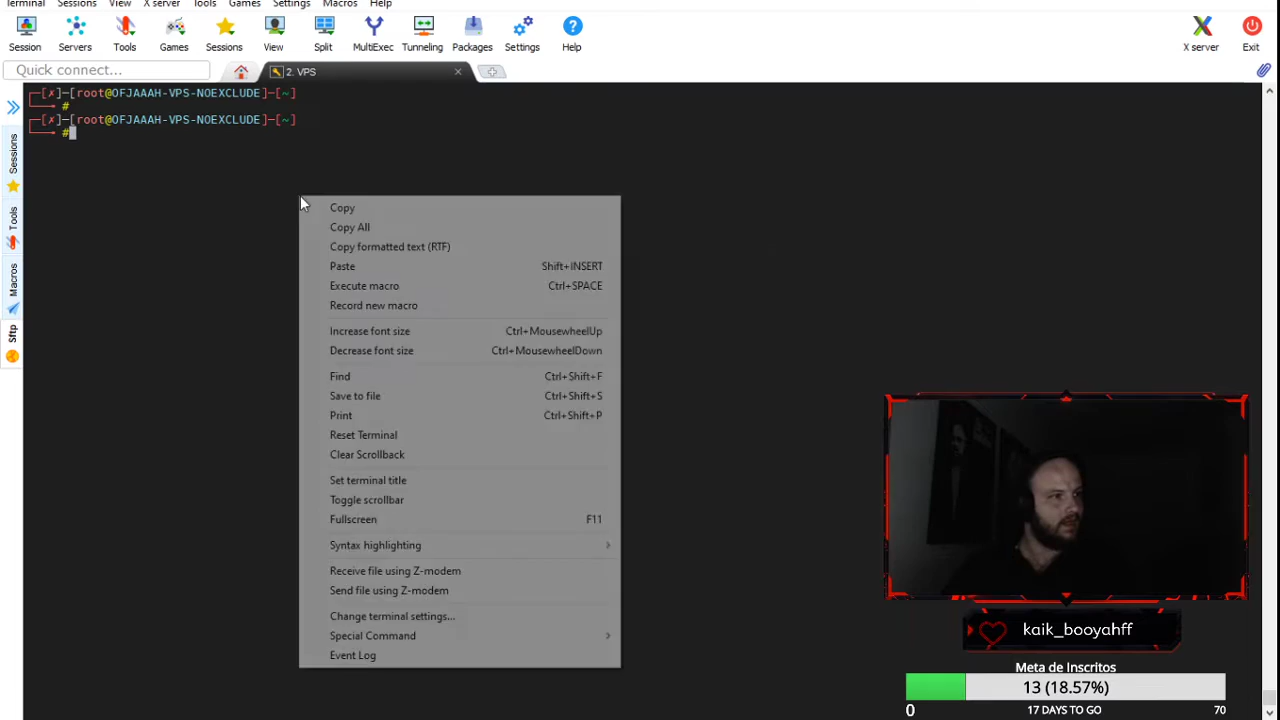 Terminal Sessions View X server Tools Games Settings Macros Help
Session Servers Tools Games Sessions View Split MultiExec Tunneling Packages Settings Help X server Exit
Quick connect... 2. VPS
Sessions
Tools
Macros
Sftp
┌─[✗]─[root@OFJAAAH-VPS-NOEXCLUDE]─[~]
└──╼ #
┌─[✗]─[root@OFJAAAH-VPS-NOEXCLUDE]─[~]
└──╼ #
Copy
Copy All
Copy formatted text (RTF)
Paste Shift+INSERT
Execute macro Ctrl+SPACE
Record new macro
Increase font size Ctrl+MousewheelUp
Decrease font size Ctrl+MousewheelDown
Find Ctrl+Shift+F
Save to file Ctrl+Shift+S
Print Ctrl+Shift+P
Reset Terminal
Clear Scrollback
Set terminal title
Toggle scrollbar
Fullscreen F11
Syntax highlighting
Receive file using Z-modem
Send file using Z-modem
Change terminal settings...
Special Command
Event Log
kaik_booyahff
Meta de Inscritos
13 (18.57%)
0 17 DAYS TO GO 70